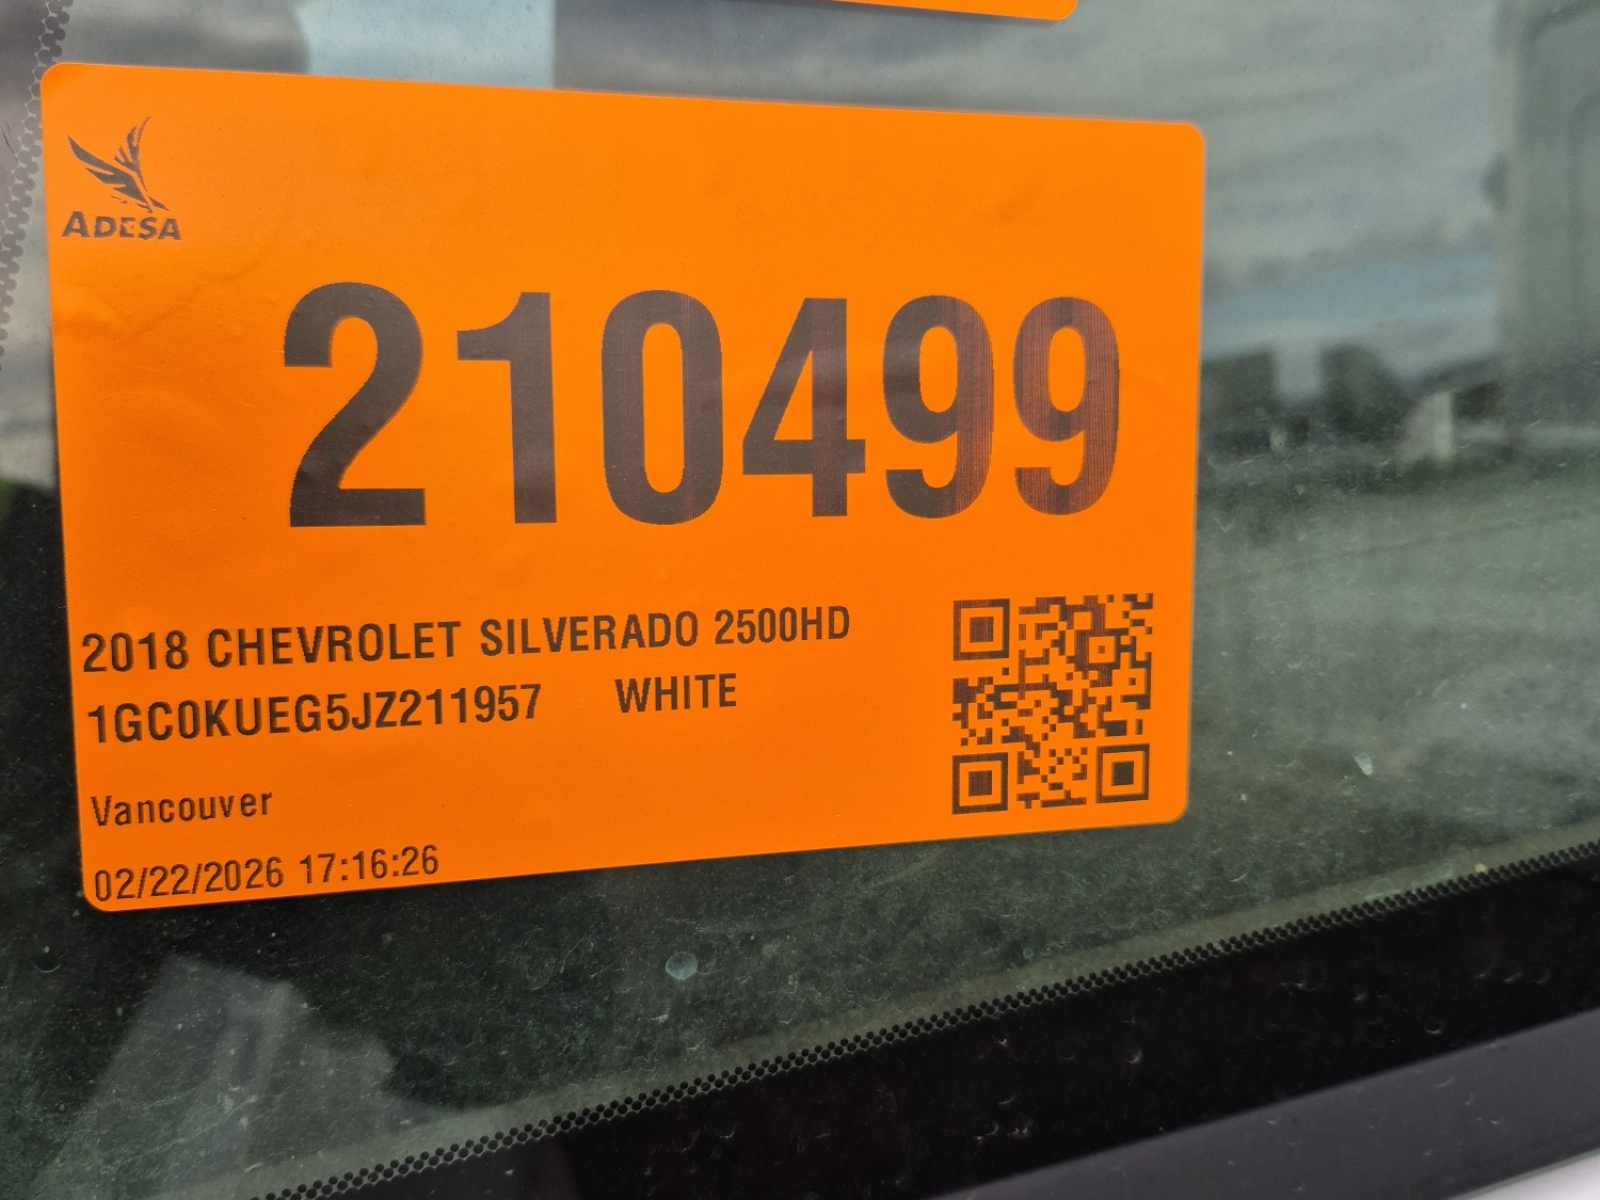 ADESA
210499
2018 CHEVROLET SILVERADO 2500HD
1GC0KUEG5JZ211957 WHITE
Vancouver
02/22/2026 17:16:26